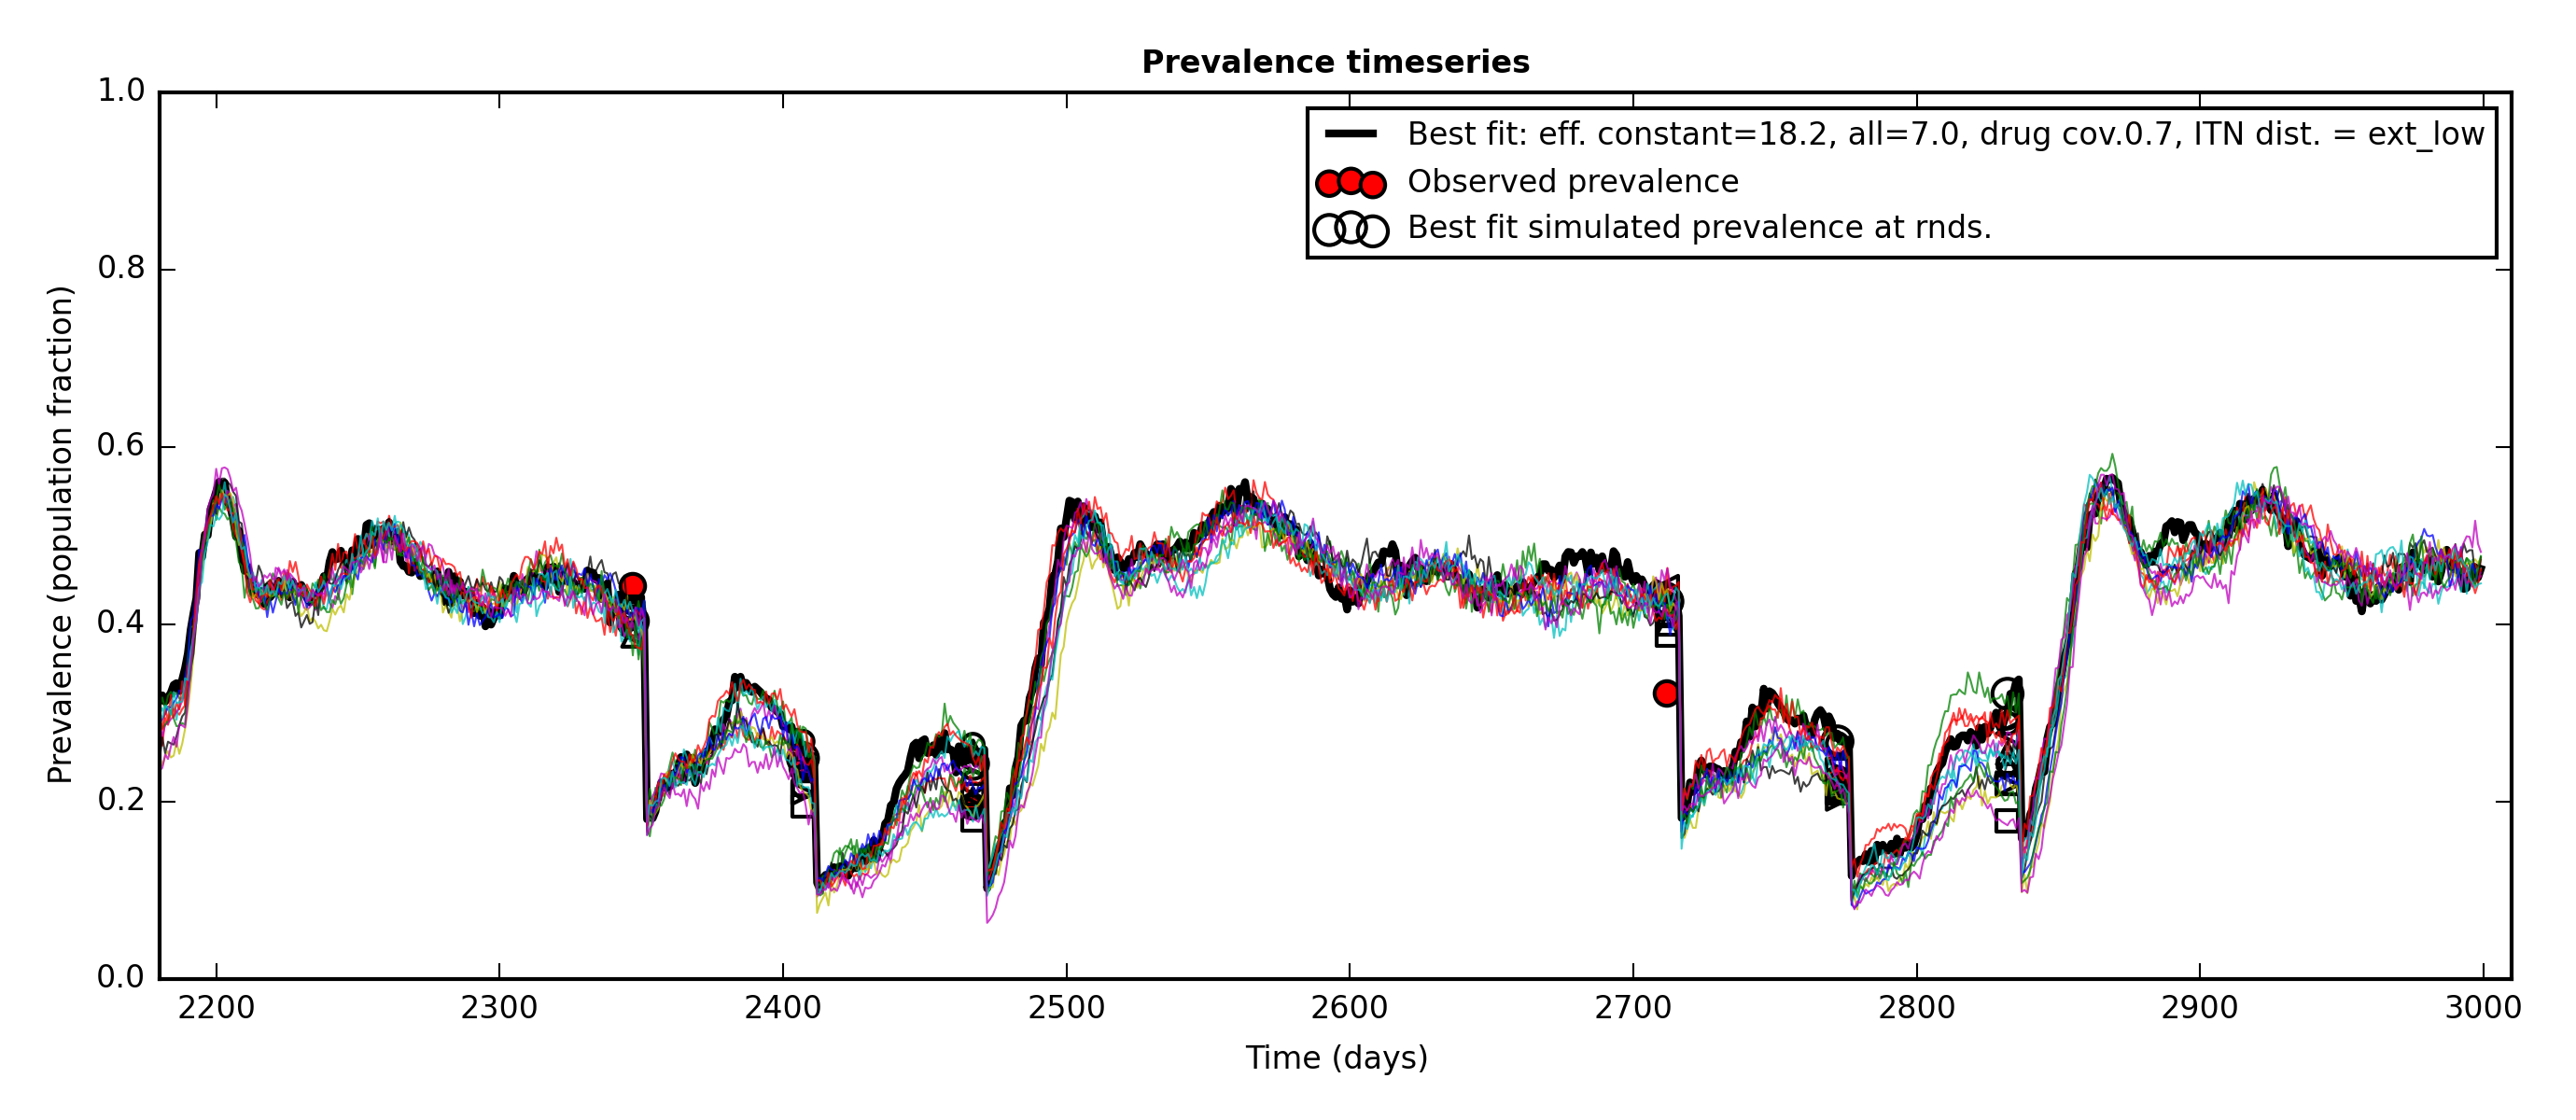 Prevalence timeseries
1.0
0.8
0.6
0.4
0.2
0.0
Prevalence (population fraction)
Best fit: eff. constant=18.2, all=7.0, drug cov.0.7, ITN dist. = ext_low
Observed prevalence
Best fit simulated prevalence at rnds.
2200 2300 2400 2500 2600 2700 2800 2900 3000
Time (days)